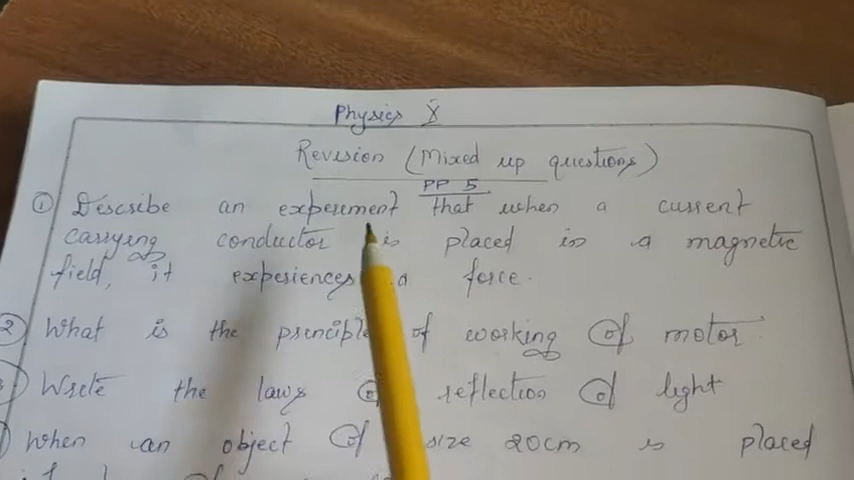 Physics X
Revision (Mixed up questions)
PP 5
① Describe an experiment that when a current
carrying conductor is placed in a magnetic
field, it experiences a force.
② What is the principle of working of motor
Write the laws of reflection of light
When an object of size 20cm is placed